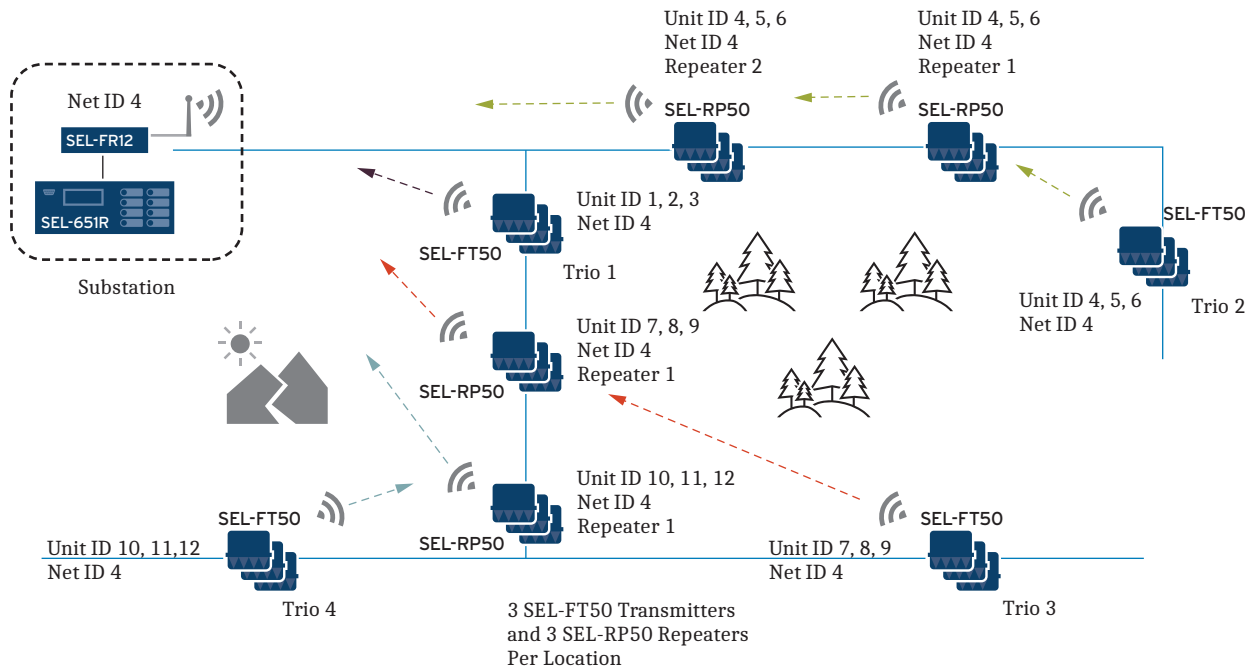 Net ID 4
SEL-FR12
SEL-651R
Substation
Unit ID 4, 5, 6
Net ID 4
Repeater 2
SEL-RP50
Unit ID 4, 5, 6
Net ID 4
Repeater 1
SEL-RP50
Unit ID 1, 2, 3
Net ID 4
SEL-FT50
Trio 1
SEL-FT50
Unit ID 4, 5, 6
Net ID 4
Trio 2
Unit ID 7, 8, 9
Net ID 4
Repeater 1
SEL-RP50
Unit ID 10, 11, 12
Net ID 4
Repeater 1
SEL-RP50
SEL-FT50
Unit ID 10, 11,12
Net ID 4
Trio 4
SEL-FT50
Unit ID 7, 8, 9
Net ID 4
Trio 3
3 SEL-FT50 Transmitters
and 3 SEL-RP50 Repeaters
Per Location